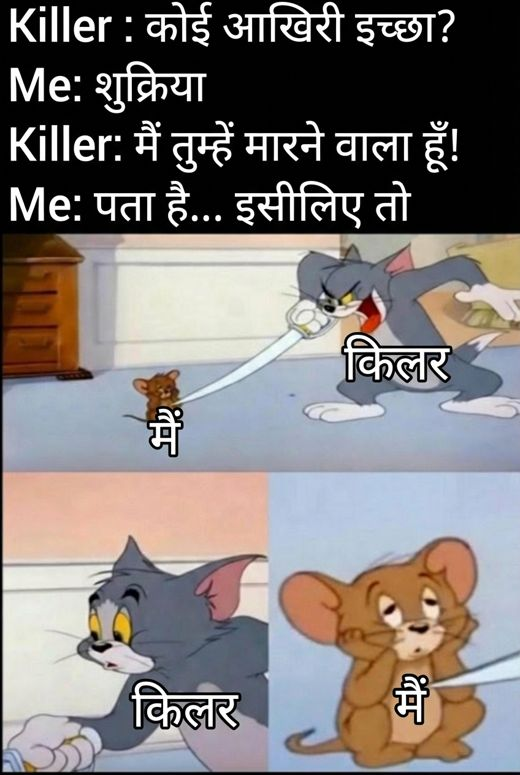 Killer : कोई आखिरी इच्छा?
Me: शुक्रिया
Killer: मैं तुम्हें मारने वाला हूँ!
Me: पता है... इसीलिए तो
किलर
मैं
किलर
मैं